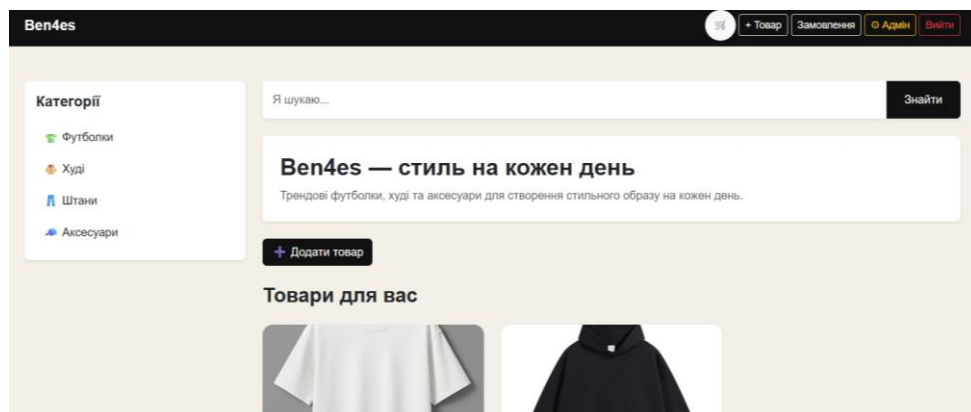 Ben4es
+ Товар
Замовлення
⚙ Адмін
Вийти
Категорії
Футболки
Худі
Штани
Аксесуари
Я шукаю...
Знайти
Ben4es — стиль на кожен день
Трендові футболки, худі та аксесуари для створення стильного образу на кожен день.
Додати товар
Товари для вас